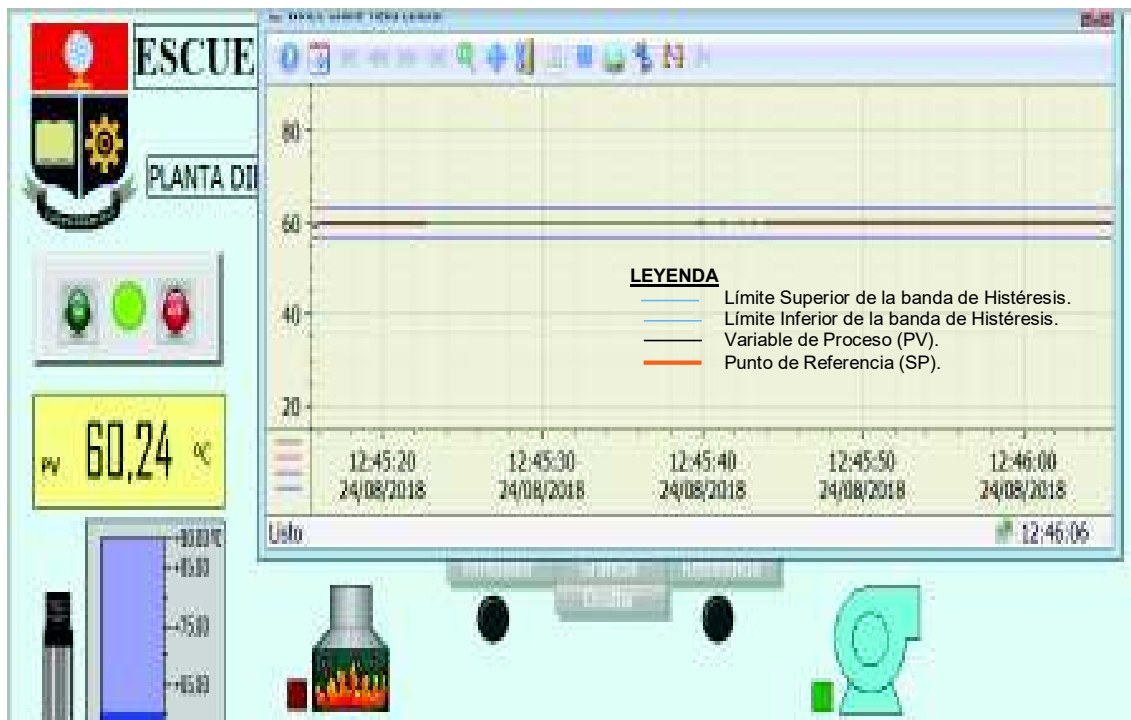 ESCUE
PLANTA DI
80
60
40
20
LEYENDA
Límite Superior de la banda de Histéresis.
Límite Inferior de la banda de Histéresis.
Variable de Proceso (PV).
Punto de Referencia (SP).
12:45:20 12:45:30 12:45:40 12:45:50 12:46:00
24/08/2018 24/08/2018 24/08/2018 24/08/2018 24/08/2018
Listo 12:46:06
PV 60,24 ºC